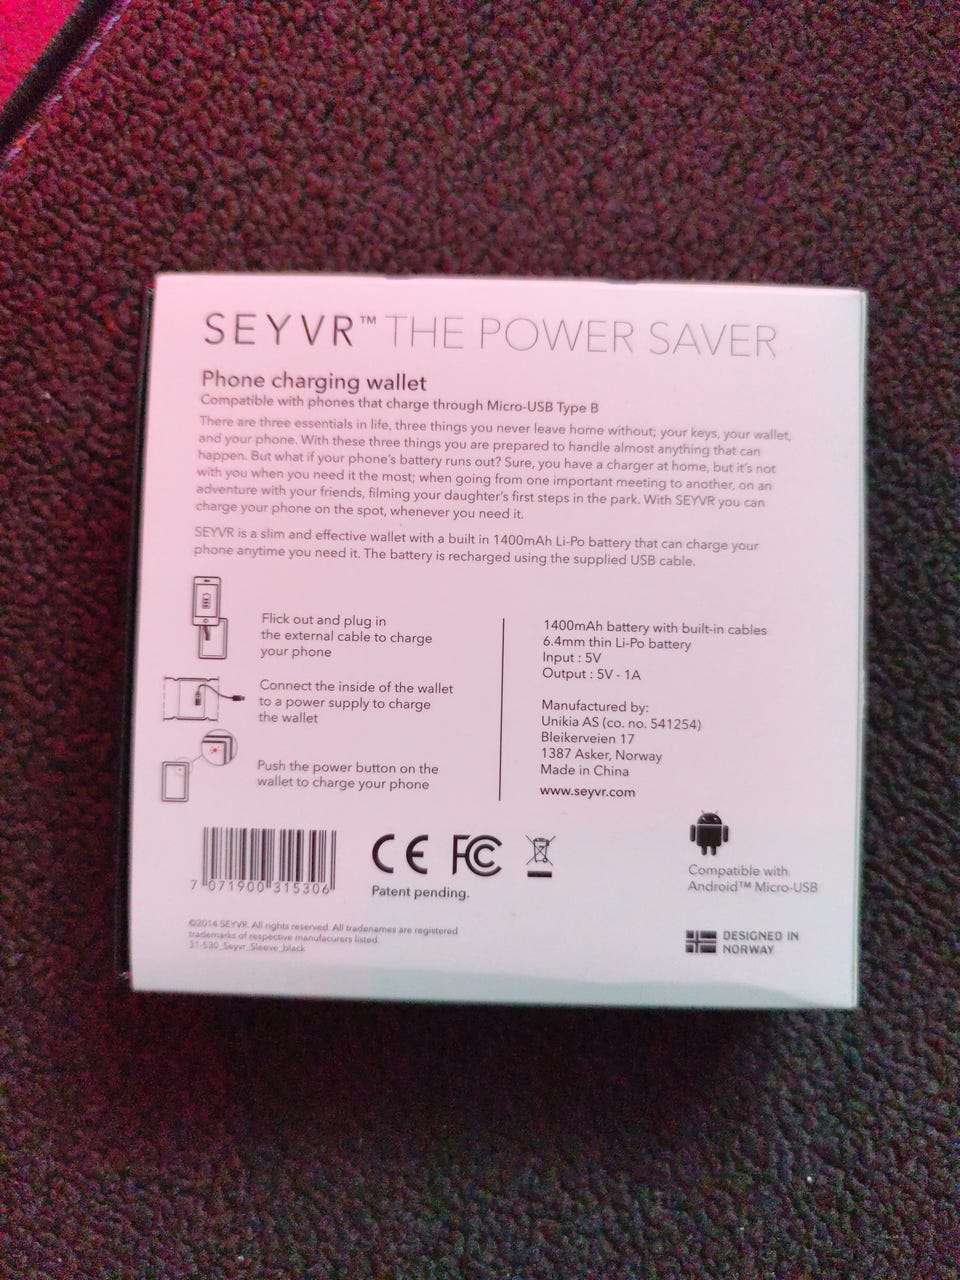 SEYVR™ THE POWER SAVER
Phone charging wallet
Compatible with phones that charge through Micro-USB Type B
There are three essentials in life, three things you never leave home without; your keys, your wallet,
and your phone. With these three things you are prepared to handle almost anything that can
happen. But what if your phone's battery runs out? Sure, you have a charger at home, but it's not
with you when you need it the most; when going from one important meeting to another, on an
adventure with your friends, filming your daughter's first steps in the park. With SEYVR you can
charge your phone on the spot, whenever you need it.
SEYVR is a slim and effective wallet with a built in 1400mAh Li-Po battery that can charge your
phone anytime you need it. The battery is recharged using the supplied USB cable.
Flick out and plug in
the external cable to charge
your phone
Connect the inside of the wallet
to a power supply to charge
the wallet
Push the power button on the
wallet to charge your phone
1400mAh battery with built-in cables
6.4mm thin Li-Po battery
Input : 5V
Output : 5V - 1A
Manufactured by:
Unikia AS (co. no. 541254)
Bleikerveien 17
1387 Asker, Norway
Made in China
www.seyvr.com
7 071900 315306
CE FC
Patent pending.
Compatible with
Android™ Micro-USB
©2014 SEYVR. All rights reserved. All tradenames are registered
trademarks of respective manufacurers listed.
31-530_Seyvr_Sleeve_black
DESIGNED IN
NORWAY